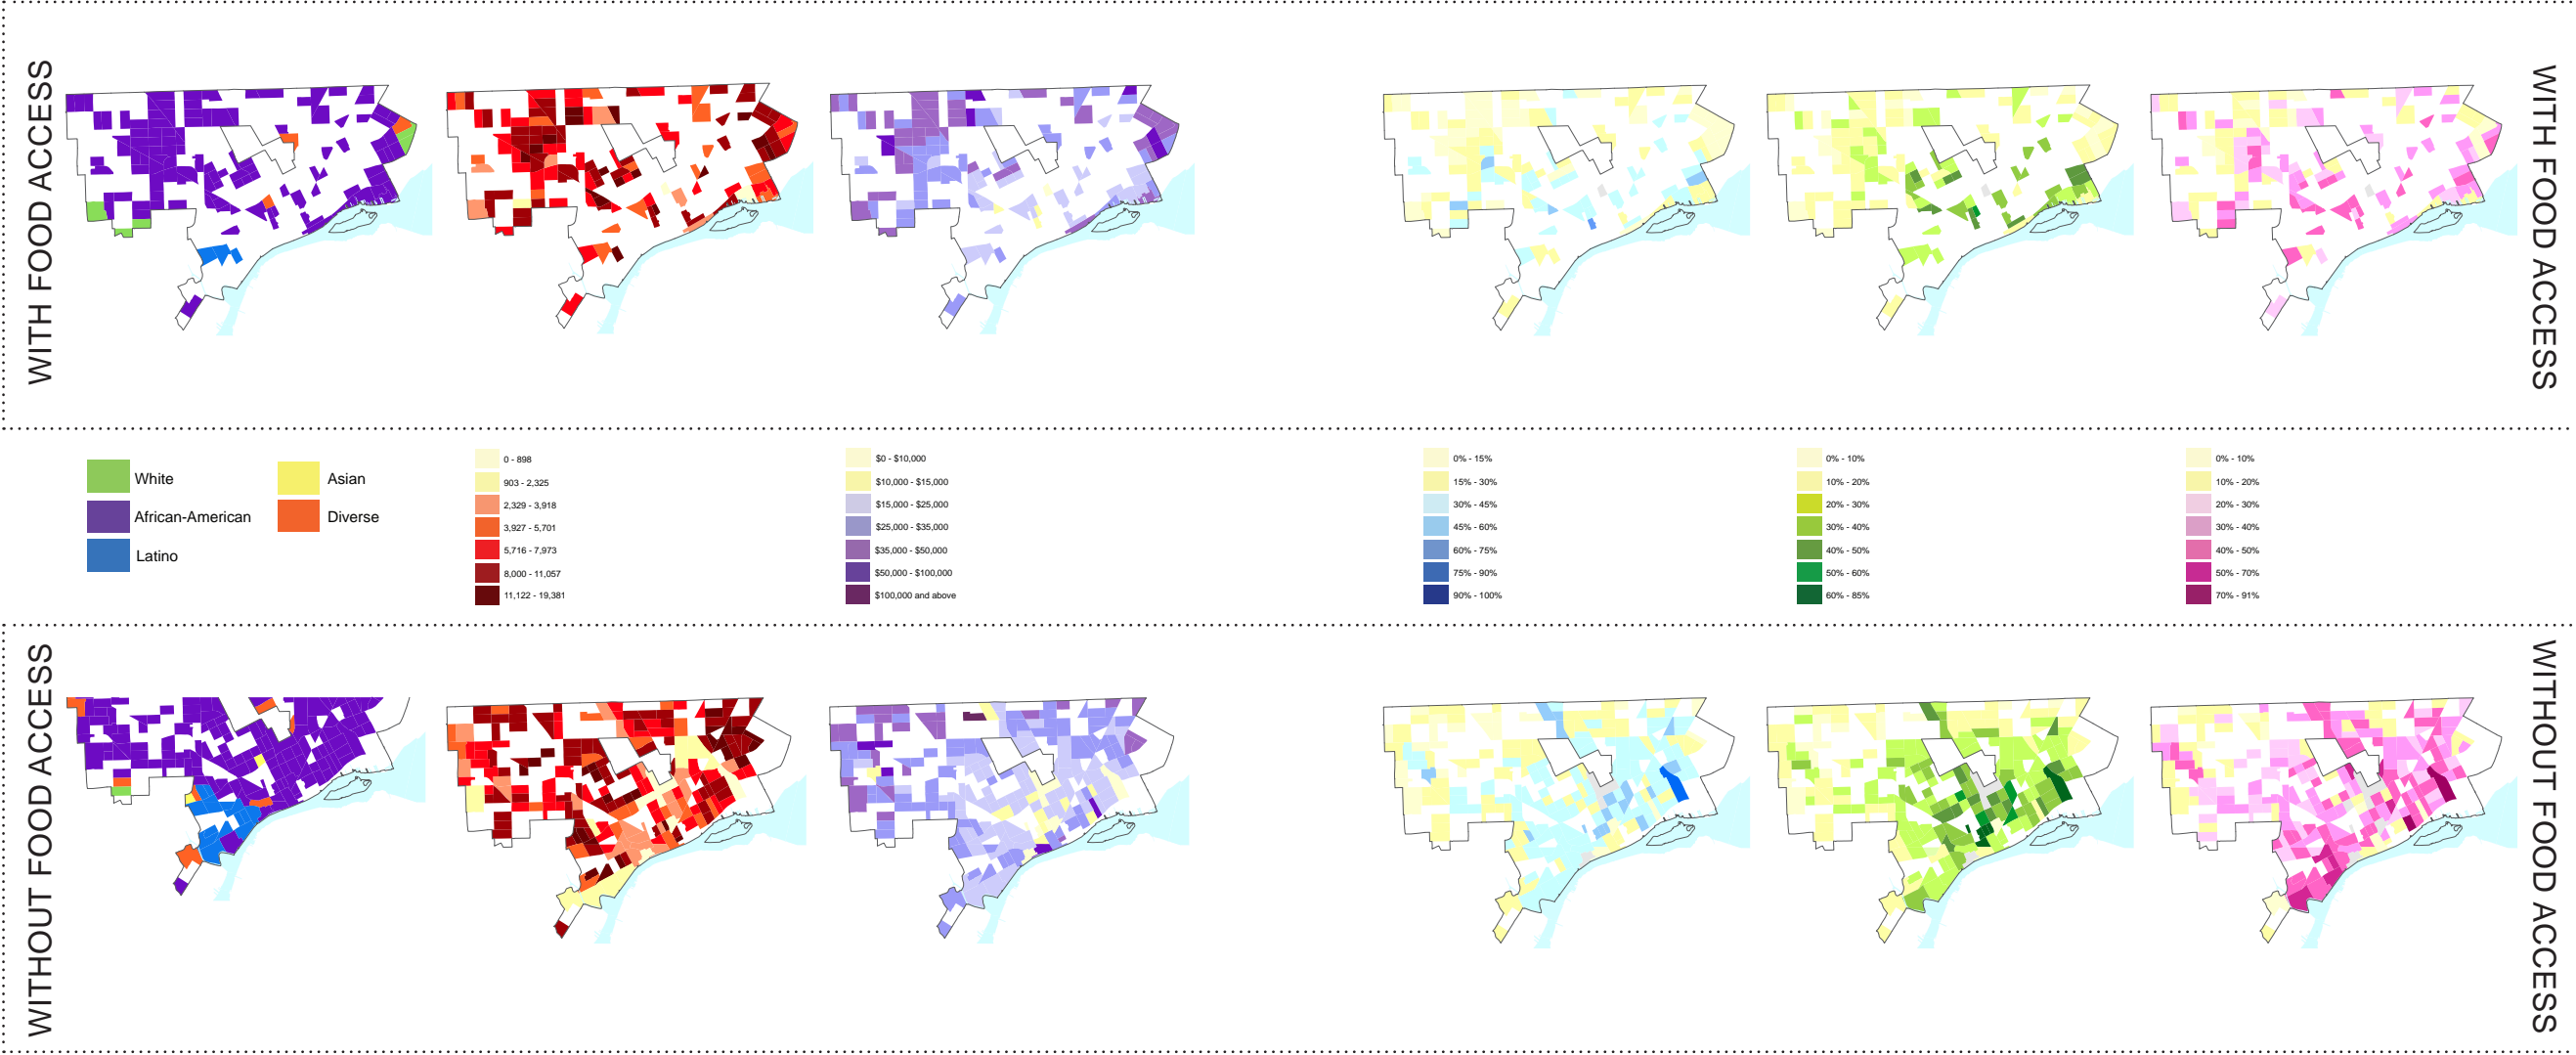 WITH FOOD ACCESS
WITH FOOD ACCESS
White
African-American
Latino
Asian
Diverse
0 - 898
903 - 2,325
2,329 - 3,918
3,927 - 5,701
5,716 - 7,973
8,000 - 11,057
11,122 - 19,381
$0 - $10,000
$10,000 - $15,000
$15,000 - $25,000
$25,000 - $35,000
$35,000 - $50,000
$50,000 - $100,000
$100,000 and above
0% - 15%
15% - 30%
30% - 45%
45% - 60%
60% - 75%
75% - 90%
90% - 100%
0% - 10%
10% - 20%
20% - 30%
30% - 40%
40% - 50%
50% - 60%
60% - 85%
0% - 10%
10% - 20%
20% - 30%
30% - 40%
40% - 50%
50% - 70%
70% - 91%
WITHOUT FOOD ACCESS
WITHOUT FOOD ACCESS